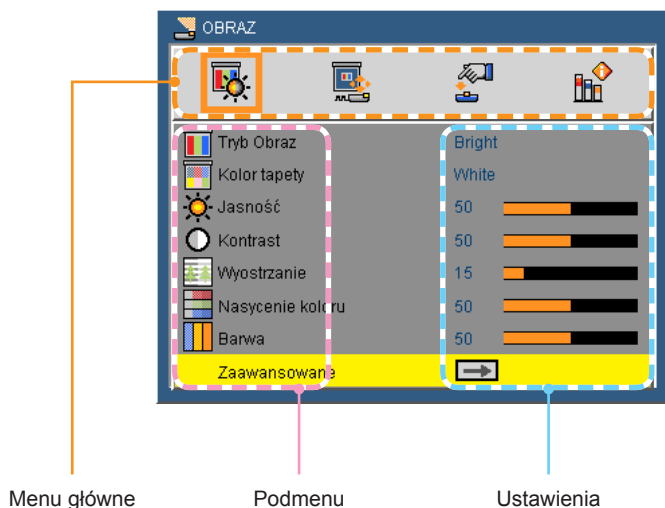 OBRAZ
Tryb Obraz Bright
Kolor tapety White
Jasność 50
Kontrast 50
Wyostrzanie 15
Nasycenie koloru 50
Barwa 50
Zaawansowane
Menu główne Podmenu Ustawienia